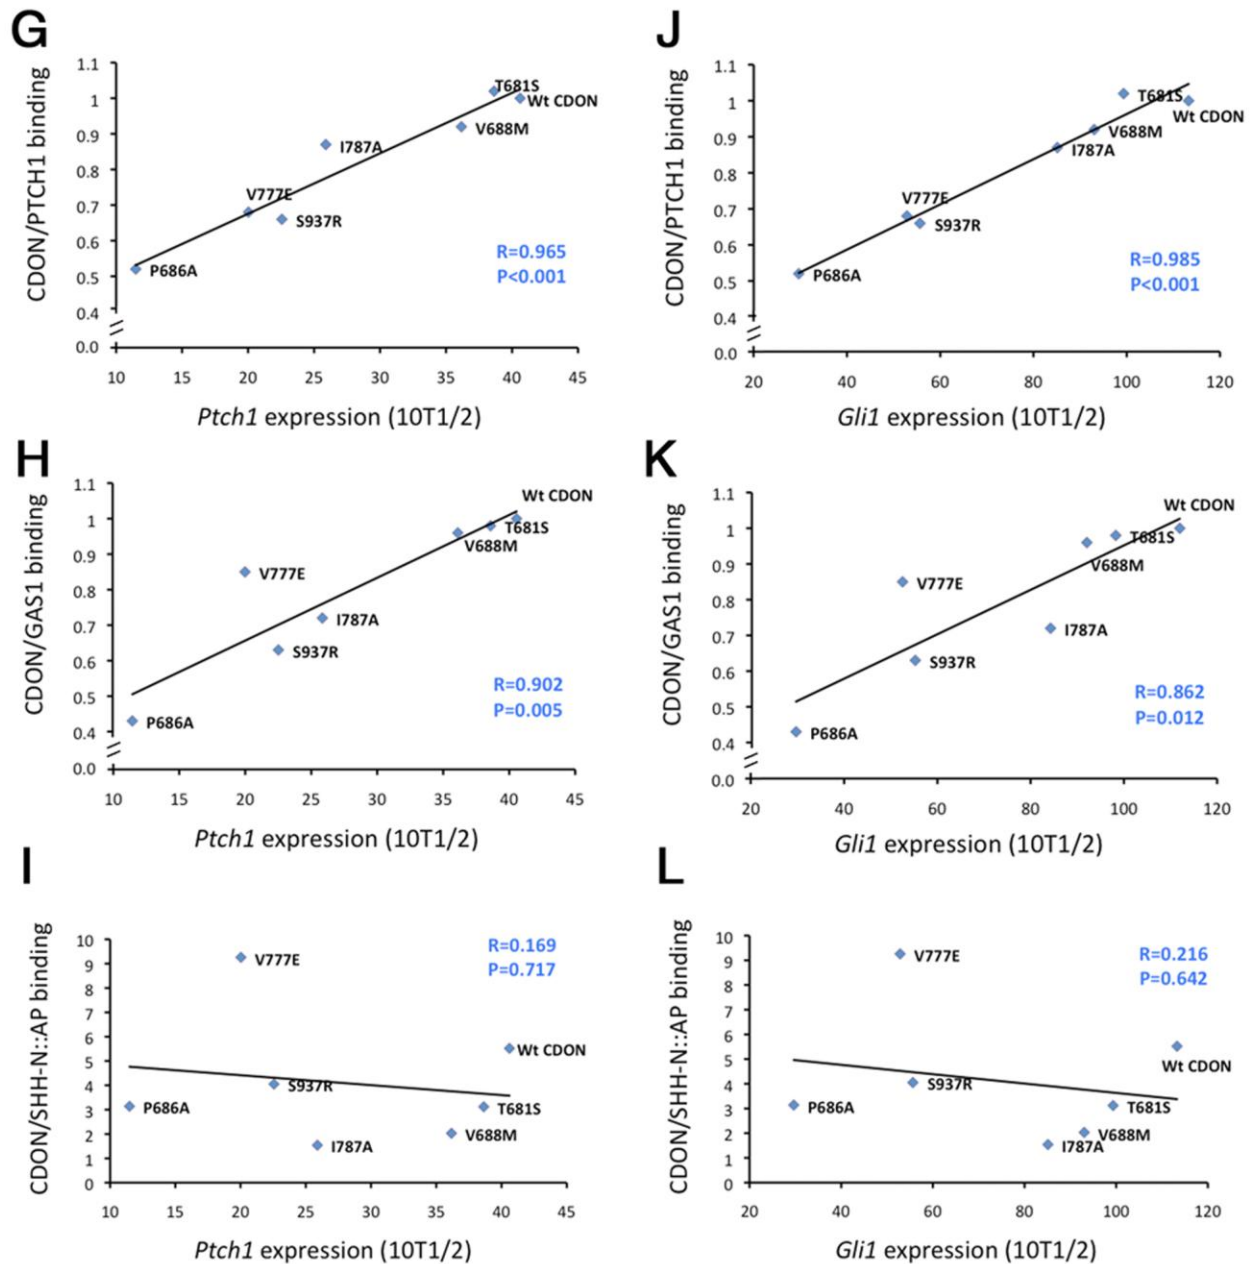 G
CDON/PTCH1 binding
1.1
1
0.9
0.8
0.7
0.6
0.5
0.4
0.0
T681S
Wt CDON
V688M
I787A
V777E
S937R
P686A
R=0.965
P<0.001
10 15 20 25 30 35 40 45
Ptch1 expression (10T1/2)
J
CDON/PTCH1 binding
1.1
1
0.9
0.8
0.7
0.6
0.5
0.4
0.0
T681S
Wt CDON
V688M
I787A
V777E
S937R
P686A
R=0.985
P<0.001
20 40 60 80 100 120
Gli1 expression (10T1/2)
H
CDON/GAS1 binding
1.1
1
0.9
0.8
0.7
0.6
0.5
0.4
0.0
Wt CDON
T681S
V688M
V777E
I787A
S937R
P686A
R=0.902
P=0.005
10 15 20 25 30 35 40 45
Ptch1 expression (10T1/2)
K
CDON/GAS1 binding
1.1
1
0.9
0.8
0.7
0.6
0.5
0.4
0.0
Wt CDON
T681S
V688M
V777E
I787A
S937R
P686A
R=0.862
P=0.012
20 40 60 80 100 120
Gli1 expression (10T1/2)
I
CDON/SHH-N::AP binding
10
9
8
7
6
5
4
3
2
1
0
R=0.169
P=0.717
V777E
Wt CDON
S937R
P686A
T681S
V688M
I787A
10 15 20 25 30 35 40 45
Ptch1 expression (10T1/2)
L
CDON/SHH-N::AP binding
10
9
8
7
6
5
4
3
2
1
0
R=0.216
P=0.642
V777E
Wt CDON
S937R
P686A
T681S
V688M
I787A
20 40 60 80 100 120
Gli1 expression (10T1/2)